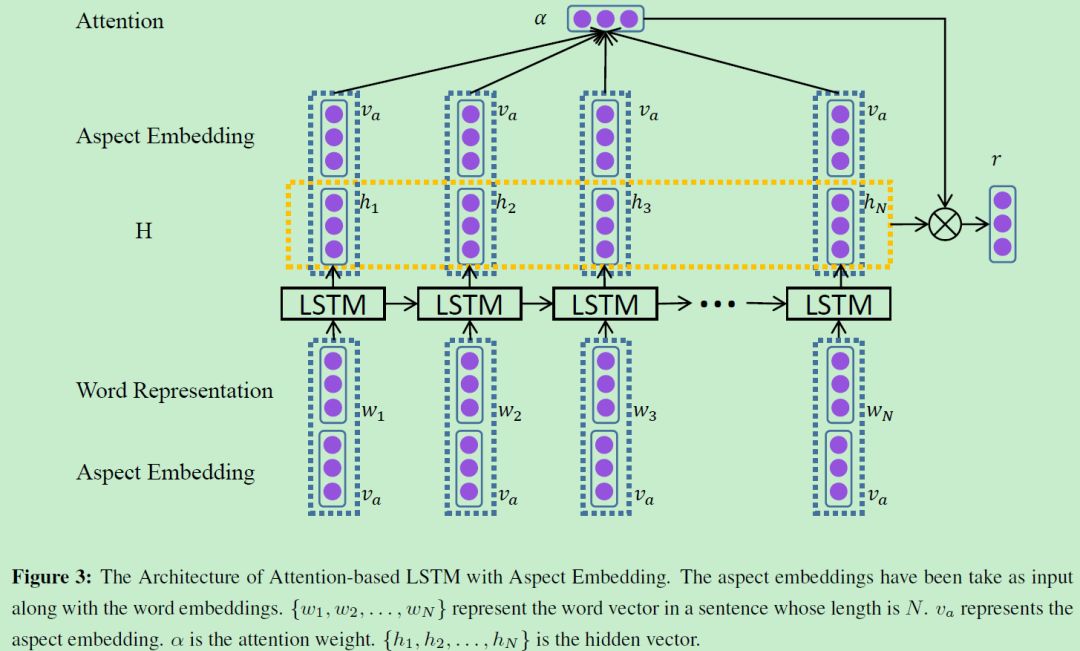 Attention
α
Aspect Embedding
v_a v_a v_a v_a
r
H
h_1 h_2 h_3 h_N
LSTM LSTM LSTM ••• LSTM
Word Representation
w_1 w_2 w_3 w_N
Aspect Embedding
v_a v_a v_a v_a
Figure 3: The Architecture of Attention-based LSTM with Aspect Embedding. The aspect embeddings have been take as input
along with the word embeddings. {w_1, w_2, . . . , w_N} represent the word vector in a sentence whose length is N. v_a represents the
aspect embedding. α is the attention weight. {h_1, h_2, . . . , h_N} is the hidden vector.